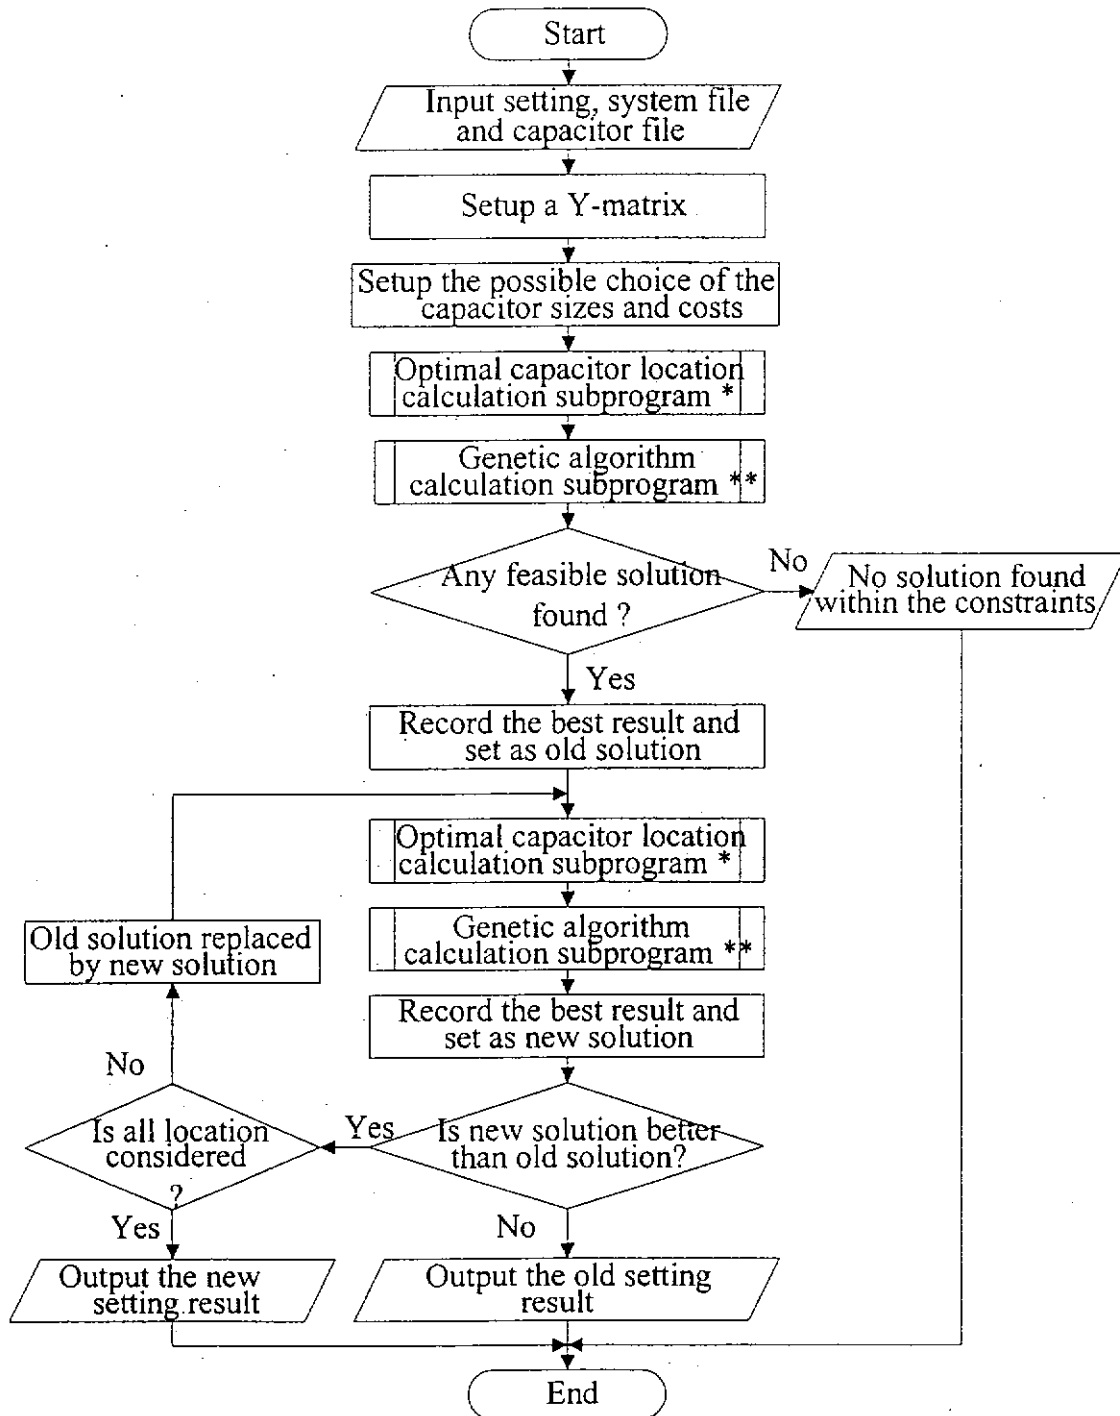 Start
Input setting, system file
and capacitor file
Setup a Y-matrix
Setup the possible choice of the
capacitor sizes and costs
Optimal capacitor location
calculation subprogram *
Genetic algorithm
calculation subprogram **
Any feasible solution
found ?
No
No solution found
within the constraints
Yes
Record the best result and
set as old solution
Optimal capacitor location
calculation subprogram *
Genetic algorithm
calculation subprogram **
Old solution replaced
by new solution
Record the best result and
set as new solution
No
Is all location
considered
?
Yes
Is new solution better
than old solution?
Yes
No
Output the new
setting result
Output the old setting
result
End